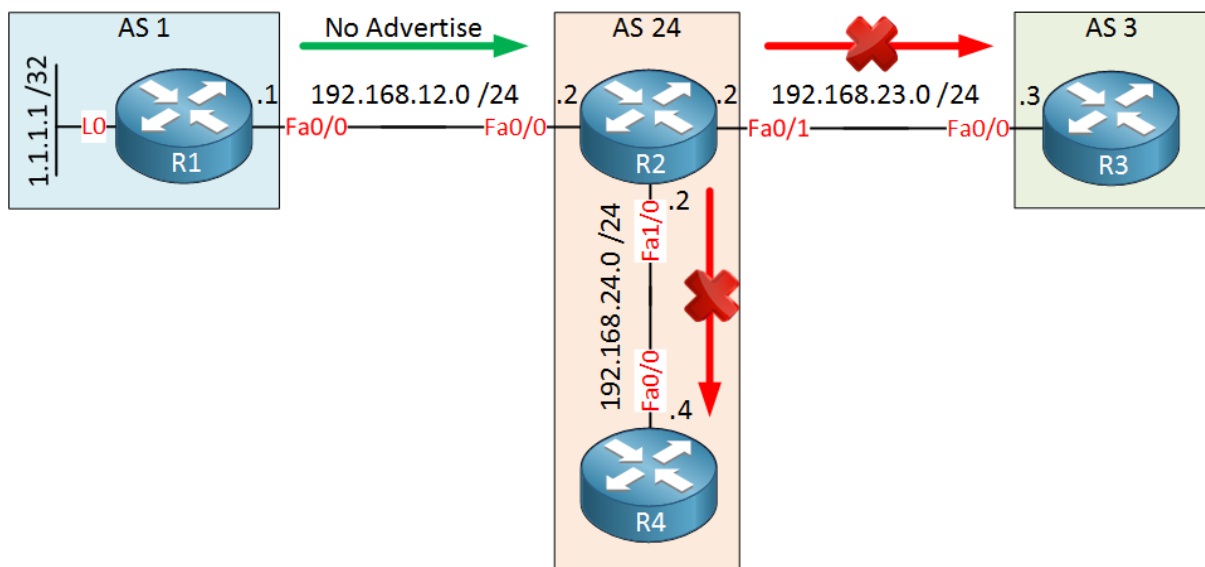 AS 1
No Advertise
AS 24
AS 3
1.1.1.1 /32
L0
R1
.1
Fa0/0
192.168.12.0 /24
Fa0/0
.2
R2
.2
Fa0/1
192.168.23.0 /24
Fa0/0
.3
R3
.2
Fa1/0
192.168.24.0 /24
Fa0/0
.4
R4